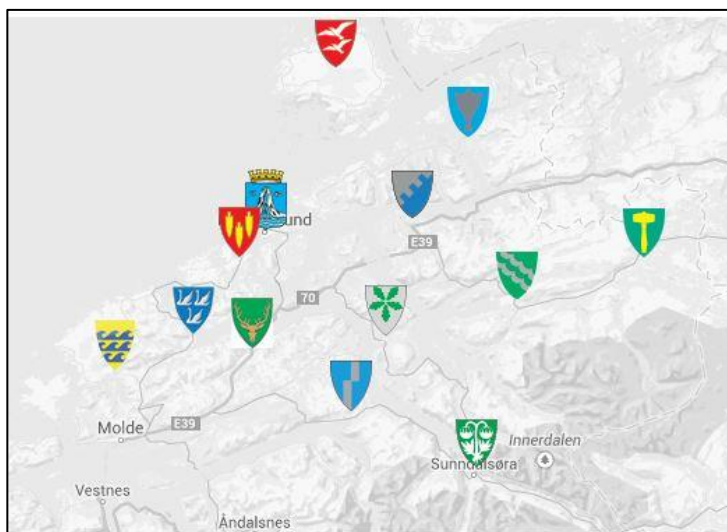 und
E39
70
E39
Molde
Innerdalen
Sunndalsøra
Vestnes
Åndalsnes